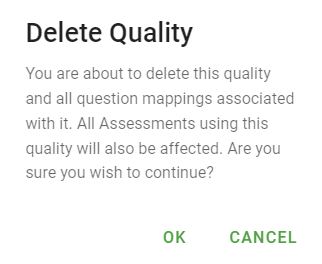 Delete Quality
You are about to delete this quality
and all question mappings associated
with it. All Assessments using this
quality will also be affected. Are you
sure you wish to continue?
OK CANCEL